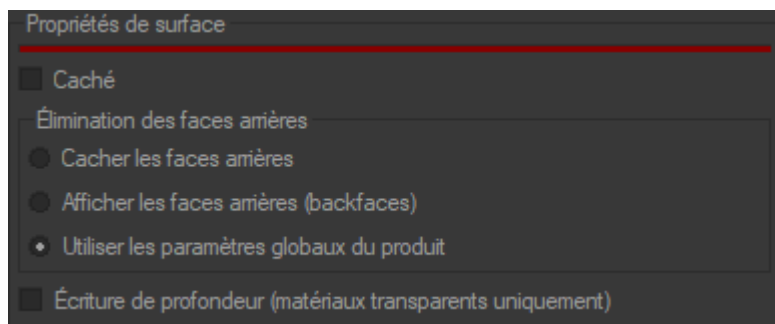 Propriétés de surface
Caché
Élimination des faces arrières
Cacher les faces arrières
Afficher les faces arrières (backfaces)
Utiliser les paramètres globaux du produit
Écriture de profondeur (matériaux transparents uniquement)